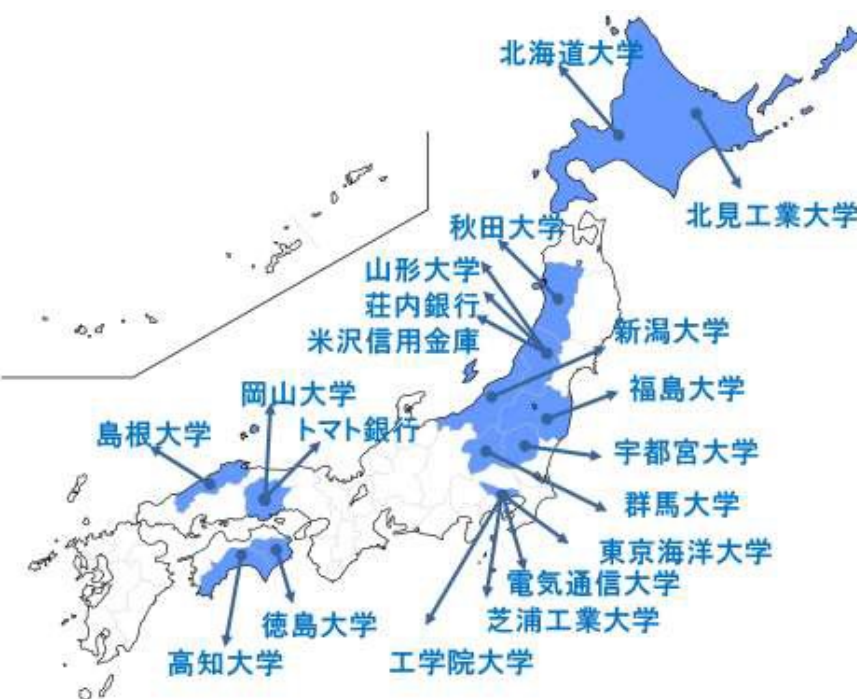 北海道大学
北見工業大学
秋田大学
山形大学
荘内銀行
米沢信用金庫
新潟大学
福島大学
岡山大学
トマト銀行
島根大学
宇都宮大学
群馬大学
東京海洋大学
電気通信大学
芝浦工業大学
工学院大学
徳島大学
高知大学